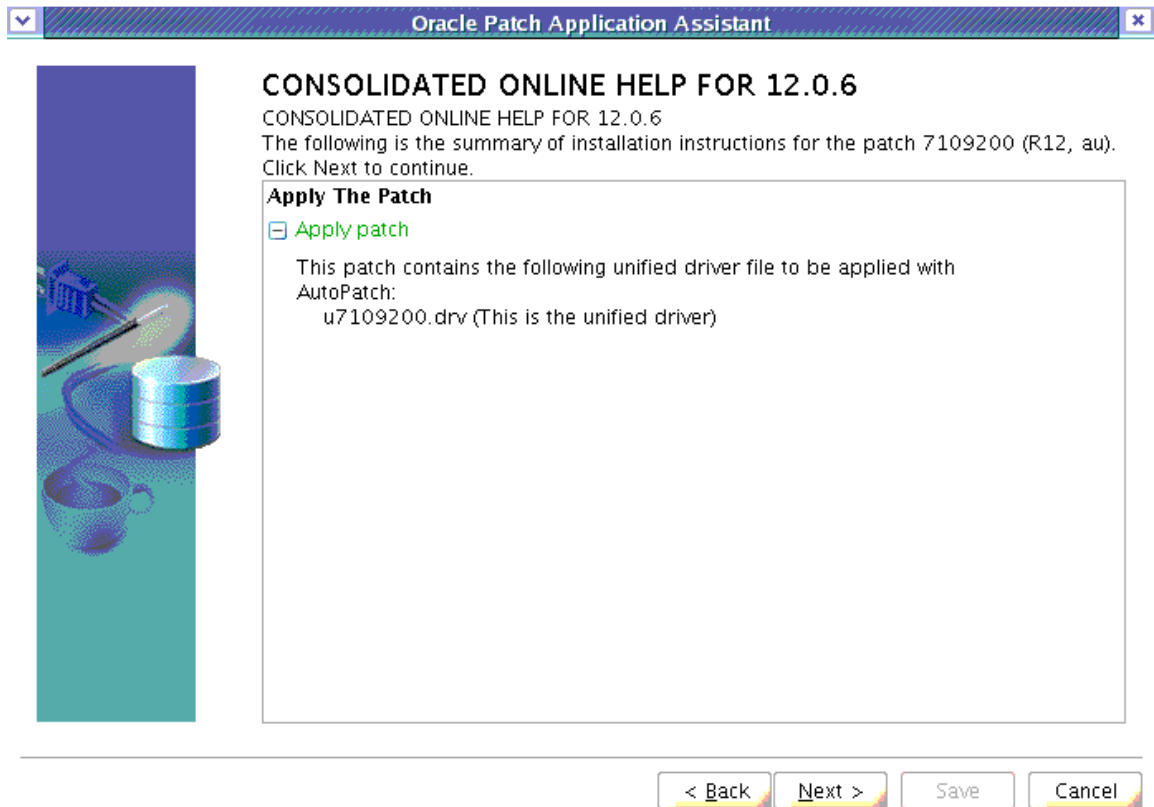 Oracle Patch Application Assistant
CONSOLIDATED ONLINE HELP FOR 12.0.6
CONSOLIDATED ONLINE HELP FOR 12.0.6
The following is the summary of installation instructions for the patch 7109200 (R12, au).
Click Next to continue.
Apply The Patch
Apply patch
This patch contains the following unified driver file to be applied with
AutoPatch:
u7109200.drv (This is the unified driver)
< Back
Next >
Save
Cancel